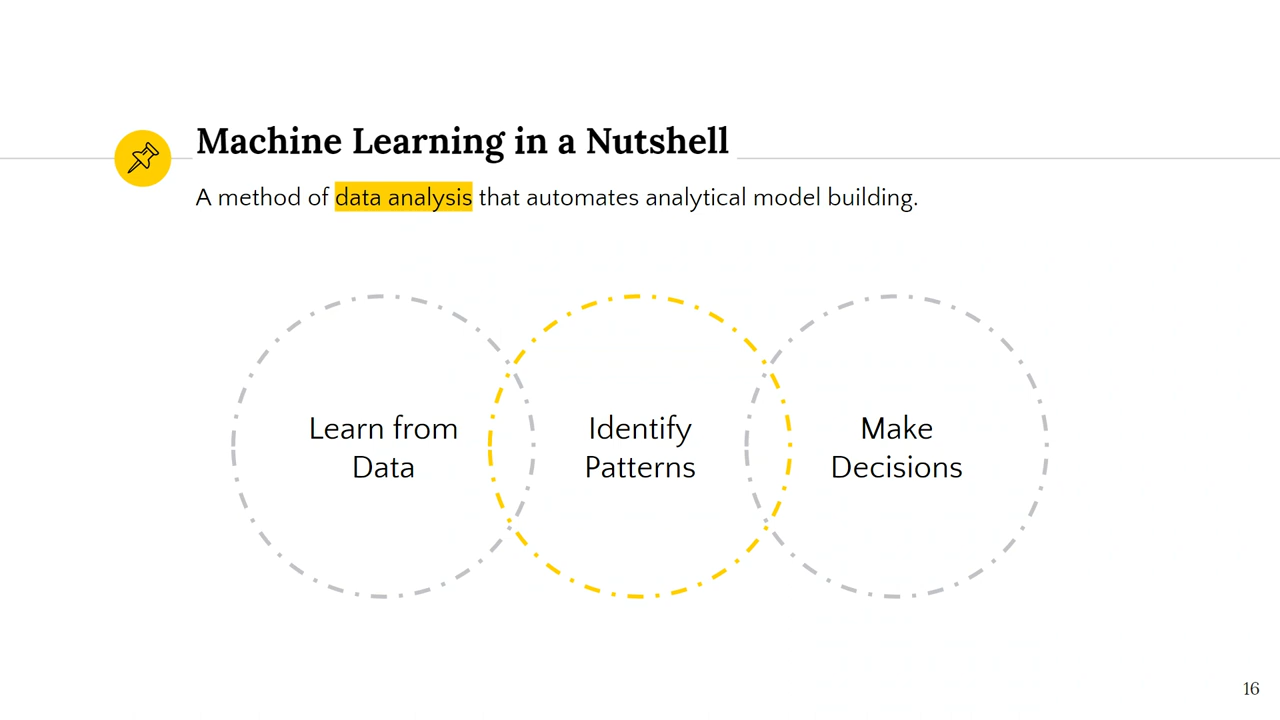 Machine Learning in a Nutshell
A method of data analysis that automates analytical model building.
Learn from
Data
Identify
Patterns
Make
Decisions
16